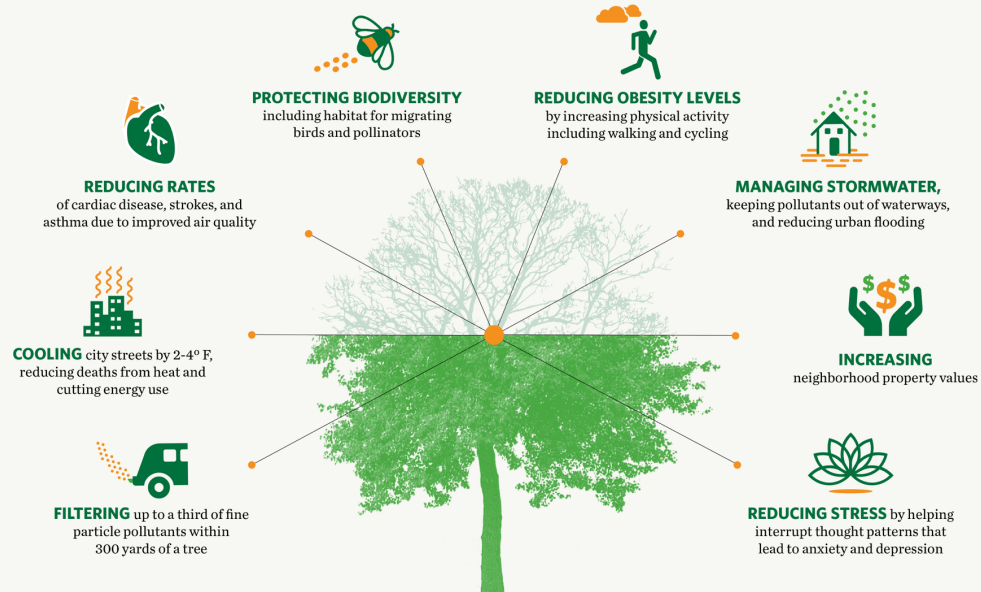 PROTECTING BIODIVERSITY
including habitat for migrating
birds and pollinators
REDUCING OBESITY LEVELS
by increasing physical activity
including walking and cycling
REDUCING RATES
of cardiac disease, strokes, and
asthma due to improved air quality
MANAGING STORMWATER,
keeping pollutants out of waterways,
and reducing urban flooding
COOLING city streets by 2-4º F,
reducing deaths from heat and
cutting energy use
$ $ $
INCREASING
neighborhood property values
FILTERING up to a third of fine
particle pollutants within
300 yards of a tree
REDUCING STRESS by helping
interrupt thought patterns that
lead to anxiety and depression